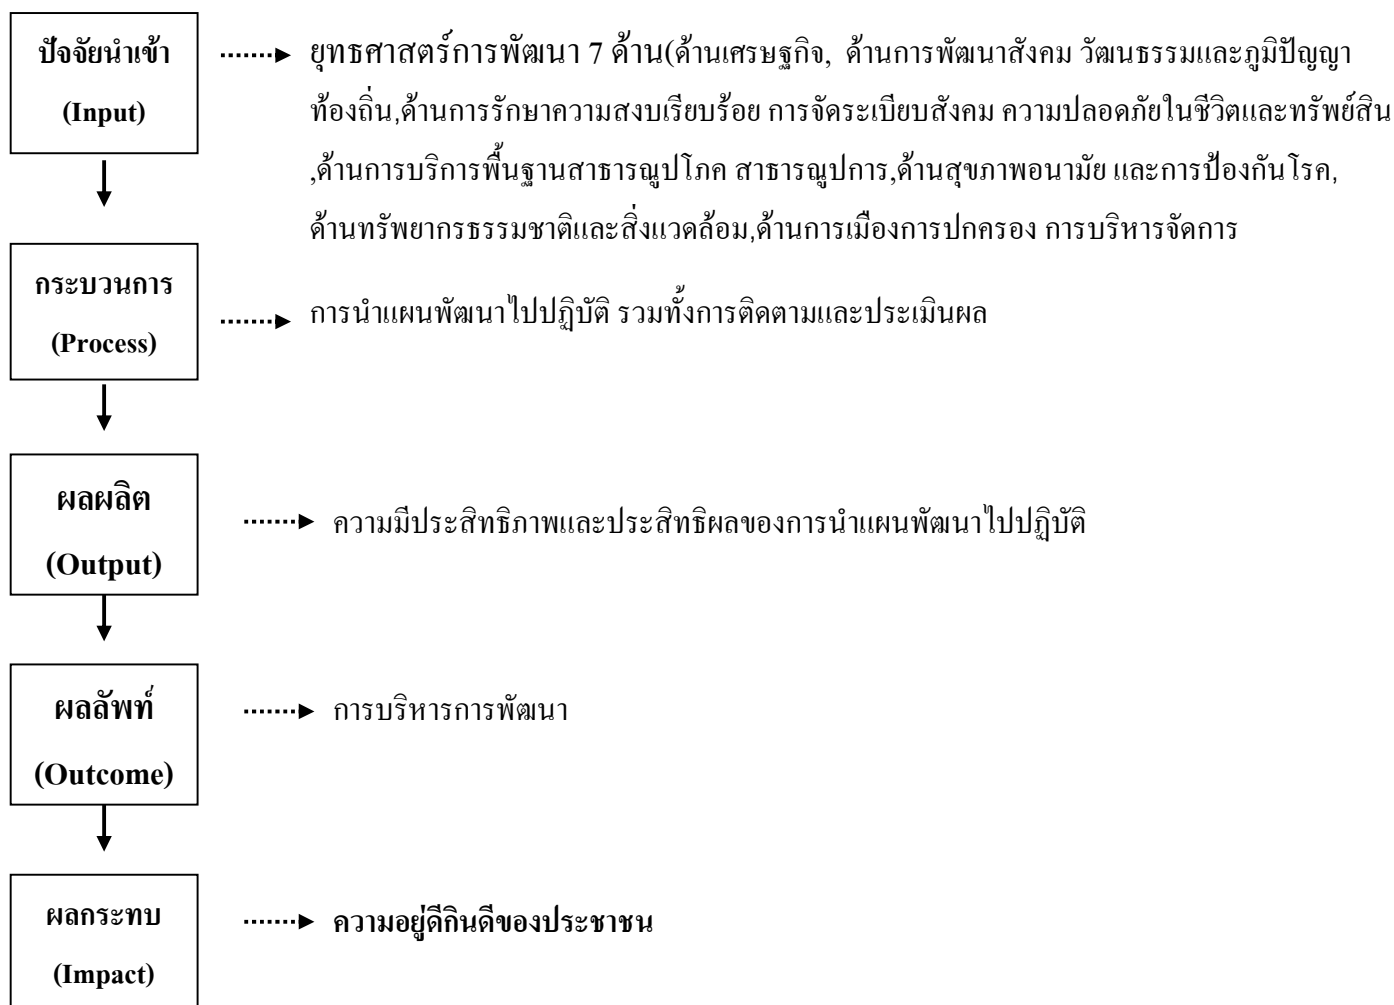 ปัจจัยนำเข้า
(Input)
ยุทธศาสตร์การพัฒนา 7 ด้าน(ด้านเศรษฐกิจ, ด้านการพัฒนาสังคม วัฒนธรรมและภูมิปัญญา
ท้องถิ่น,ด้านการรักษาความสงบเรียบร้อย การจัดระเบียบสังคม ความปลอดภัยในชีวิตและทรัพย์สิน
,ด้านการบริการพื้นฐานสาธารณูปโภค สาธารณูปการ,ด้านสุขภาพอนามัย และการป้องกันโรค,
ด้านทรัพยากรธรรมชาติและสิ่งแวดล้อม,ด้านการเมืองการปกครอง การบริหารจัดการ
กระบวนการ
(Process)
การนำแผนพัฒนาไปปฏิบัติ รวมทั้งการติดตามและประเมินผล
ผลผลิต
(Output)
ความมีประสิทธิภาพและประสิทธิผลของการนำแผนพัฒนาไปปฏิบัติ
ผลลัพท์
(Outcome)
การบริหารการพัฒนา
ผลกระทบ
(Impact)
ความอยู่ดีกินดีของประชาชน